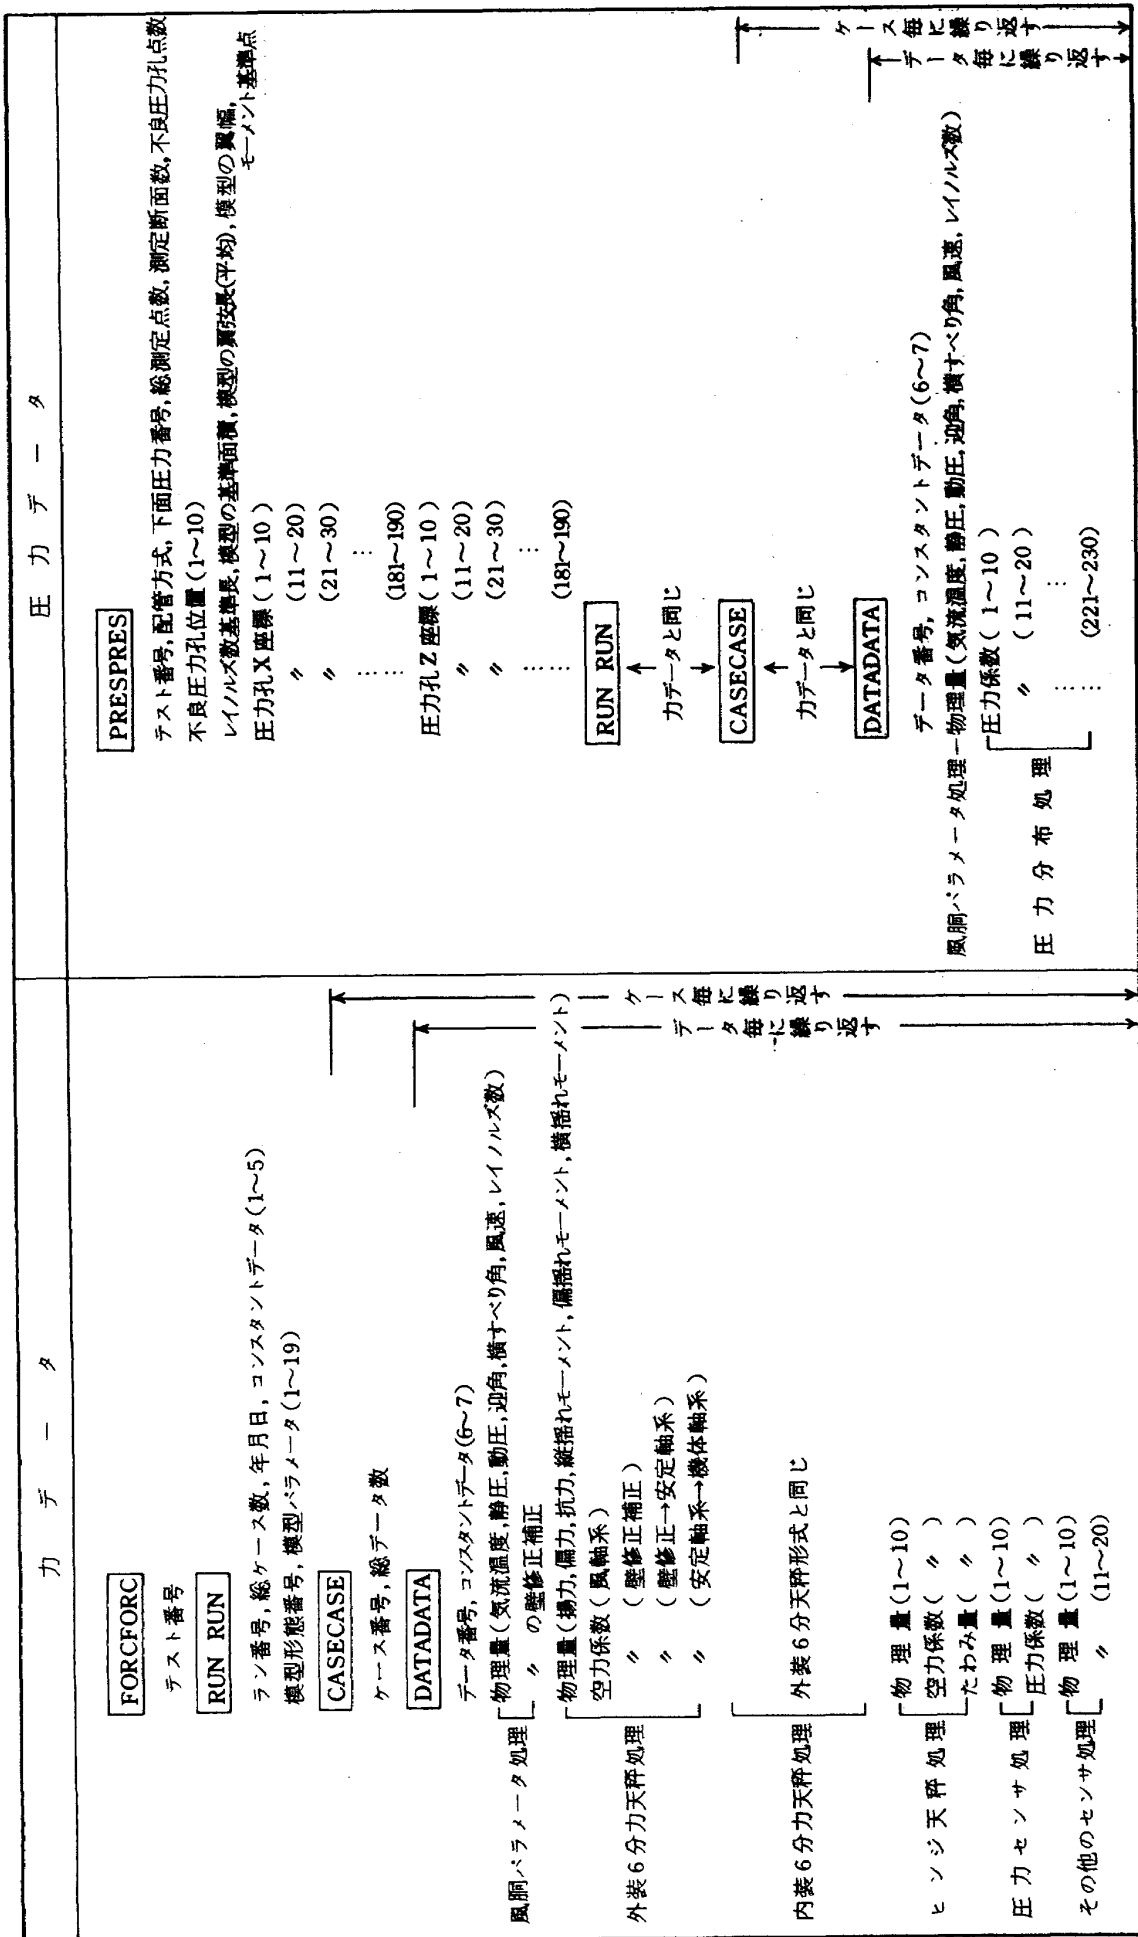 力データ
FORCFORC
テスト番号
RUN RUN
ラン番号, 総ケース数, 年月日, コンスタントデータ(1~5)
模型形態番号, 模型パラメータ(1~19)
CASECASE
ケース番号, 総データ数
DATADATA
データ番号, コンスタントデータ(6~7)
風胴パラメータ処理
物理量(気流温度, 静圧, 動圧, 迎角, 横すべり角, 風速, レイノルズ数)
〃 の壁修正補正
外装6分力天秤処理
物理量(揚力, 偏力, 抗力, 縦揺れモーメント, 偏揺れモーメント, 横揺れモーメント)
空力係数(風軸系)
〃 (壁修正補正)
〃 (壁修正→安定軸系)
〃 (安定軸系→機体軸系)
内装6分力天秤処理
外装6分力天秤形式と同じ
ヒンジ天秤処理
物理量(1~10)
空力係数( 〃 )
たわみ量( 〃 )
圧力センサ処理
物理量(1~10)
圧力係数( 〃 )
その他のセンサ処理
物理量(1~10)
〃 (11~20)
データ毎に繰り返す
ケース毎に繰り返す
圧力データ
PRESPRES
テスト番号, 配管方式, 下面圧力番号, 総測定点数, 測定断面数, 不良圧力孔点数
不良圧力孔位置(1~10)
レイノルズ数基準長, 模型の基準面積, 模型の翼弦長(平均), 模型の翼幅,
モーメント基準点
圧力孔X座標(1~10)
〃 (11~20)
〃 (21~30)
…… …
(181~190)
圧力孔Z座標(1~10)
〃 (11~20)
〃 (21~30)
…… …
(181~190)
RUN RUN
力データと同じ
CASECASE
力データと同じ
DATADATA
データ番号, コンスタントデータ(6~7)
風胴パラメータ処理-物理量(気流温度, 静圧, 動圧, 迎角, 横すべり角, 風速, レイノルズ数)
圧力分布処理
圧力係数(1~10)
〃 (11~20)
…… …
(221~230)
データ毎に繰り返す
ケース毎に繰り返す